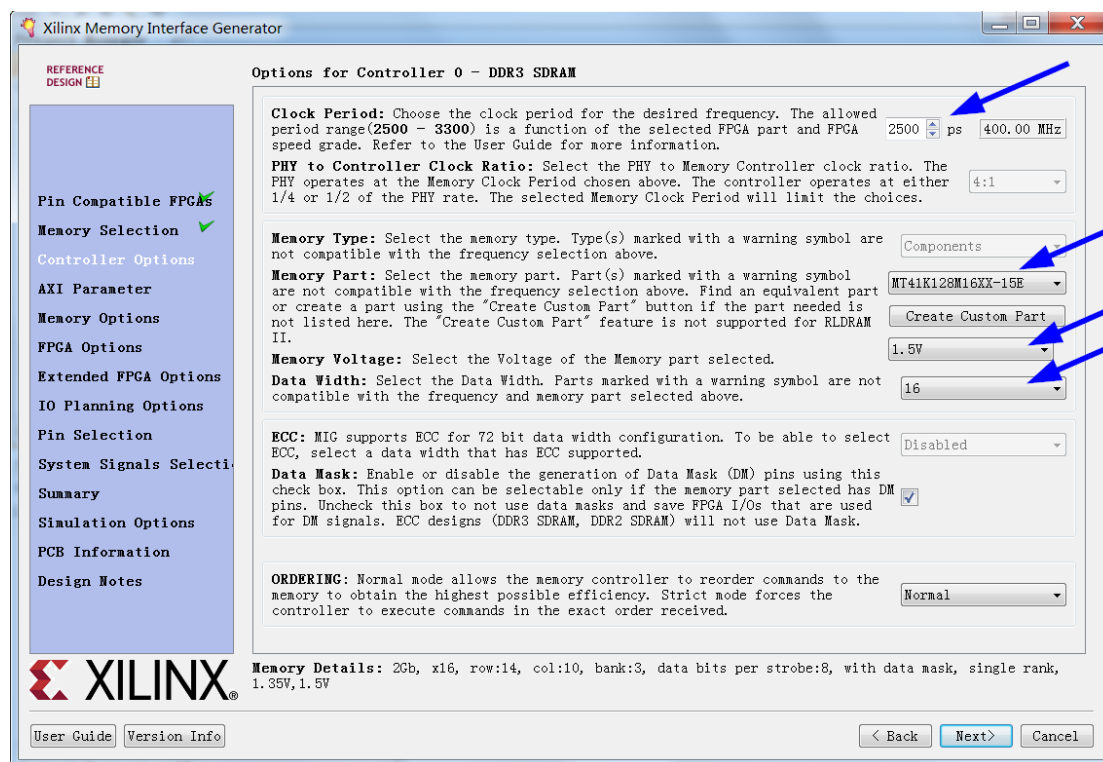 Xilinx Memory Interface Generator
REFERENCE
DESIGN
Options for Controller 0 - DDR3 SDRAM
Clock Period: Choose the clock period for the desired frequency. The allowed
period range(2500 - 3300) is a function of the selected FPGA part and FPGA
speed grade. Refer to the User Guide for more information.
2500 ps 400.00 MHz
PHY to Controller Clock Ratio: Select the PHY to Memory Controller clock ratio. The
PHY operates at the Memory Clock Period chosen above. The controller operates at either
1/4 or 1/2 of the PHY rate. The selected Memory Clock Period will limit the choices.
4:1
Pin Compatible FPGAs
Memory Selection
Controller Options
AXI Parameter
Memory Options
FPGA Options
Extended FPGA Options
IO Planning Options
Pin Selection
System Signals Selecti
Summary
Simulation Options
PCB Information
Design Notes
Memory Type: Select the memory type. Type(s) marked with a warning symbol are
not compatible with the frequency selection above.
Components
Memory Part: Select the memory part. Part(s) marked with a warning symbol
are not compatible with the frequency selection above. Find an equivalent part
or create a part using the "Create Custom Part" button if the part needed is
not listed here. The "Create Custom Part" feature is not supported for RLDRAM
II.
MT41K128M16XX-15E
Create Custom Part
Memory Voltage: Select the Voltage of the Memory part selected.
1.5V
Data Width: Select the Data Width. Parts marked with a warning symbol are not
compatible with the frequency and memory part selected above.
16
ECC: MIG supports ECC for 72 bit data width configuration. To be able to select
ECC, select a data width that has ECC supported.
Disabled
Data Mask: Enable or disable the generation of Data Mask (DM) pins using this
check box. This option can be selectable only if the memory part selected has DM
pins. Uncheck this box to not use data masks and save FPGA I/Os that are used
for DM signals. ECC designs (DDR3 SDRAM, DDR2 SDRAM) will not use Data Mask.
ORDERING: Normal mode allows the memory controller to reorder commands to the
memory to obtain the highest possible efficiency. Strict mode forces the
controller to execute commands in the exact order received.
Normal
XILINX®
Memory Details: 2Gb, x16, row:14, col:10, bank:3, data bits per strobe:8, with data mask, single rank,
1.35V,1.5V
User Guide Version Info
< Back Next> Cancel